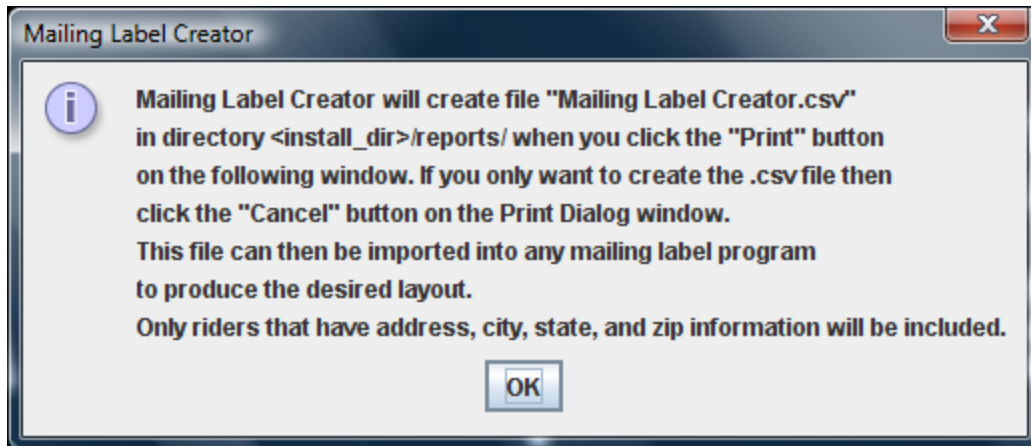 Mailing Label Creator
Mailing Label Creator will create file "Mailing Label Creator.csv"
in directory <install_dir>/reports/ when you click the "Print" button
on the following window. If you only want to create the .csv file then
click the "Cancel" button on the Print Dialog window.
This file can then be imported into any mailing label program
to produce the desired layout.
Only riders that have address, city, state, and zip information will be included.
OK